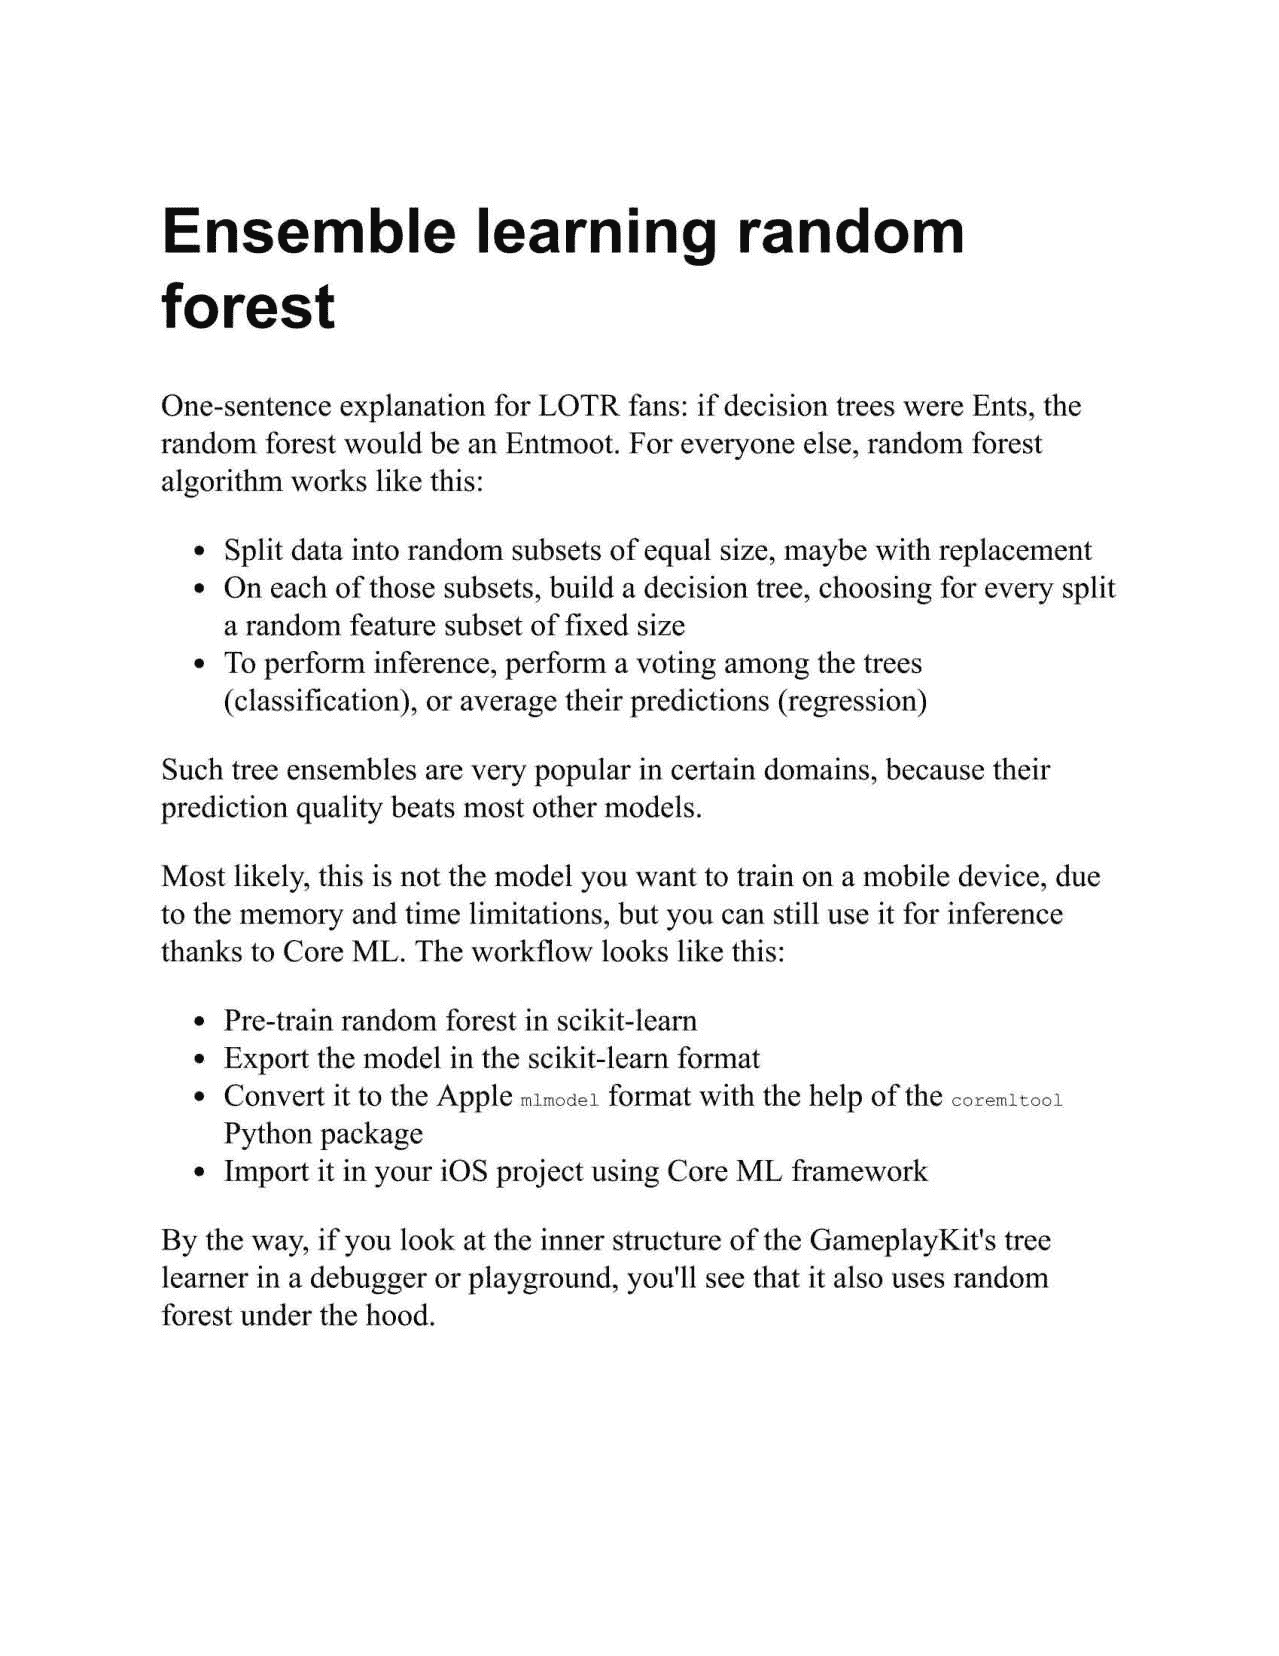 Ensemble learning random
forest
One-sentence explanation for LOTR fans: if decision trees were Ents, the
random forest would be an Entmoot. For everyone else, random forest
algorithm works like this:
• Split data into random subsets of equal size, maybe with replacement
• On each of those subsets, build a decision tree, choosing for every split
a random feature subset of fixed size
• To perform inference, perform a voting among the trees
(classification), or average their predictions (regression)
Such tree ensembles are very popular in certain domains, because their
prediction quality beats most other models.
Most likely, this is not the model you want to train on a mobile device, due
to the memory and time limitations, but you can still use it for inference
thanks to Core ML. The workflow looks like this:
• Pre-train random forest in scikit-learn
• Export the model in the scikit-learn format
• Convert it to the Apple mlmodel format with the help of the coremltool
Python package
• Import it in your iOS project using Core ML framework
By the way, if you look at the inner structure of the GameplayKit's tree
learner in a debugger or playground, you'll see that it also uses random
forest under the hood.